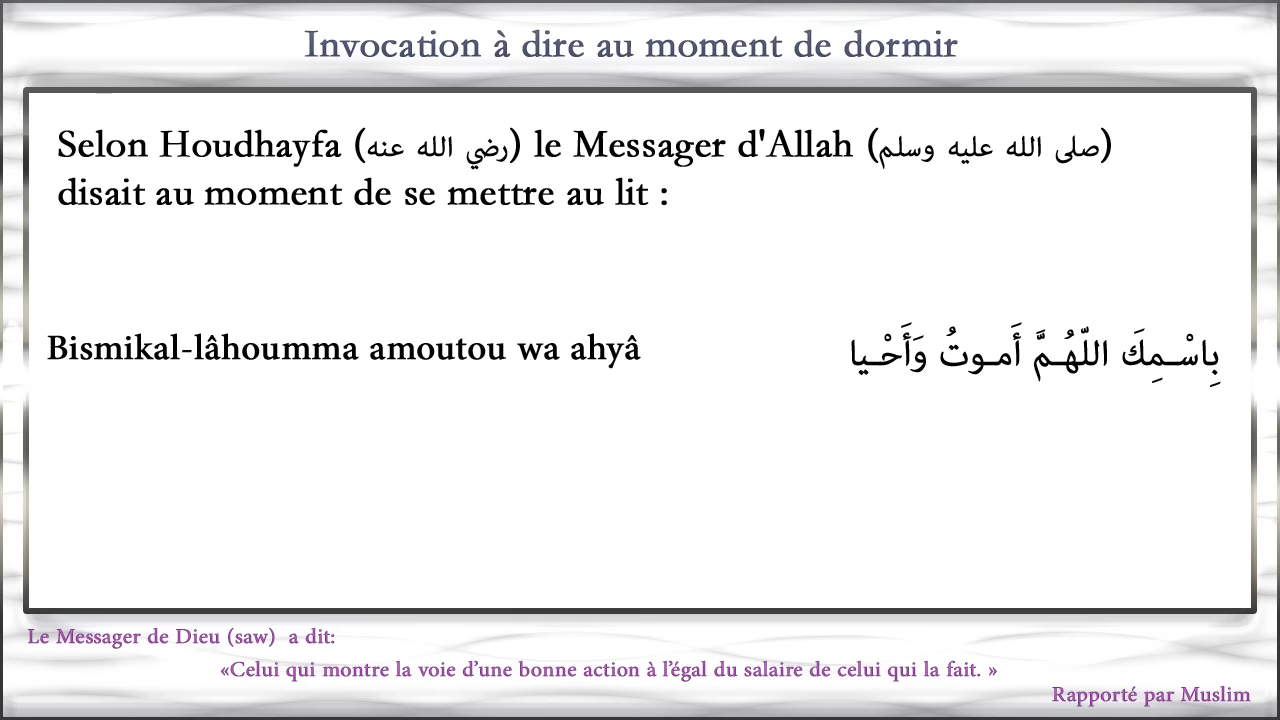 Invocation à dire au moment de dormir
Selon Houdhayfa (رضي الله عنه) le Messager d'Allah (صلى الله عليه وسلم)
disait au moment de se mettre au lit :
Bismikal-lâhoumma amoutou wa ahyâ
بِاسْـمِكَ اللّهُـمَّ أَمـوتُ وَأَحْـيا
Le Messager de Dieu (saw)  a dit:
«Celui qui montre la voie d’une bonne action à l’égal du salaire de celui qui la fait. »
Rapporté par Muslim